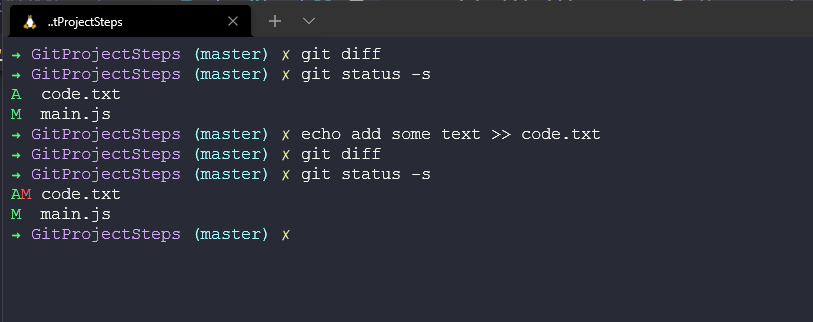 ..tProjectSteps
→ GitProjectSteps (master) ✗ git diff
→ GitProjectSteps (master) ✗ git status -s
A  code.txt
M  main.js
→ GitProjectSteps (master) ✗ echo add some text >> code.txt
→ GitProjectSteps (master) ✗ git diff
→ GitProjectSteps (master) ✗ git status -s
AM code.txt
M  main.js
→ GitProjectSteps (master) ✗